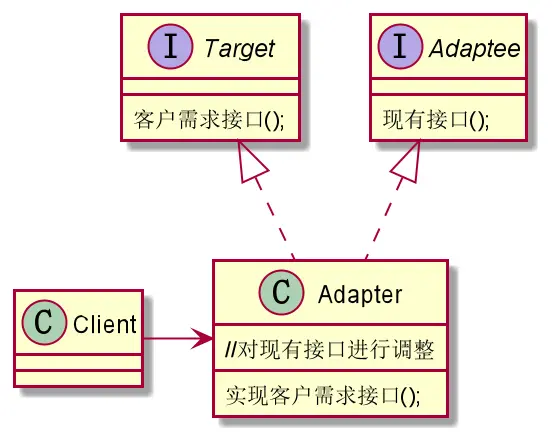 I Target
客户需求接口();
I Adaptee
现有接口();
C Client
C Adapter
//对现有接口进行调整
实现客户需求接口();